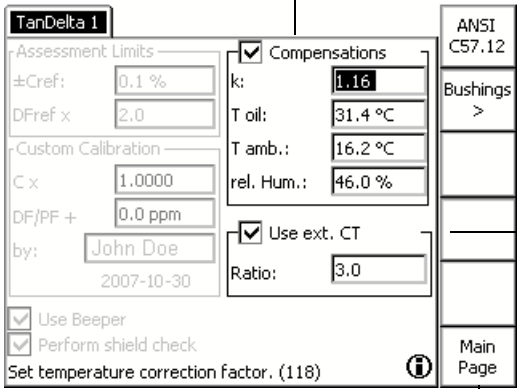 TanDelta 1
Assessment Limits
±Cref: 0.1 %
DFref x 2.0
Custom Calibration
C x 1.0000
DF/PF + 0.0 ppm
by: John Doe
2007-10-30
Use Beeper
Perform shield check
Compensations
k: 1.16
T oil: 31.4 °C
T amb.: 16.2 °C
rel. Hum.: 46.0 %
Use ext. CT
Ratio: 3.0
Set temperature correction factor. (118)
ANSI
C57.12
Bushings
>
Main
Page